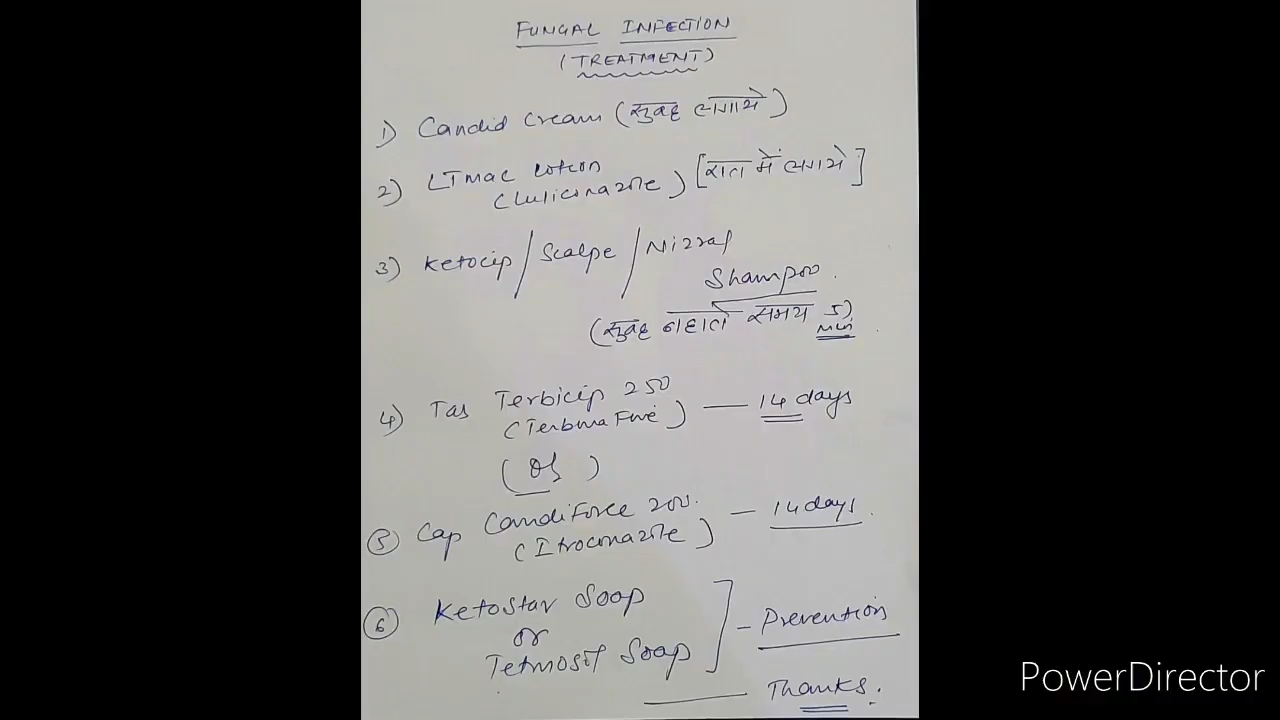 FUNGAL INFECTION
(TREATMENT)
1) Candid Cream (सुबह लगाये)
2) LTmac Lotion [रात में लगाये]
(Luliconazole)
3) Ketocip / Scalpe / Nizral
Shampoo.
(सुबह नहाते समय 5)
Min
4) Tab Terbicip 250 — 14 days
(Terbinafine)
(or)
5) Cap CandiForce 200. — 14 days.
(Itroconazole)
6) Ketostar Soap
or
Tetmosol Soap
— Prevention
— Thanks.
PowerDirector